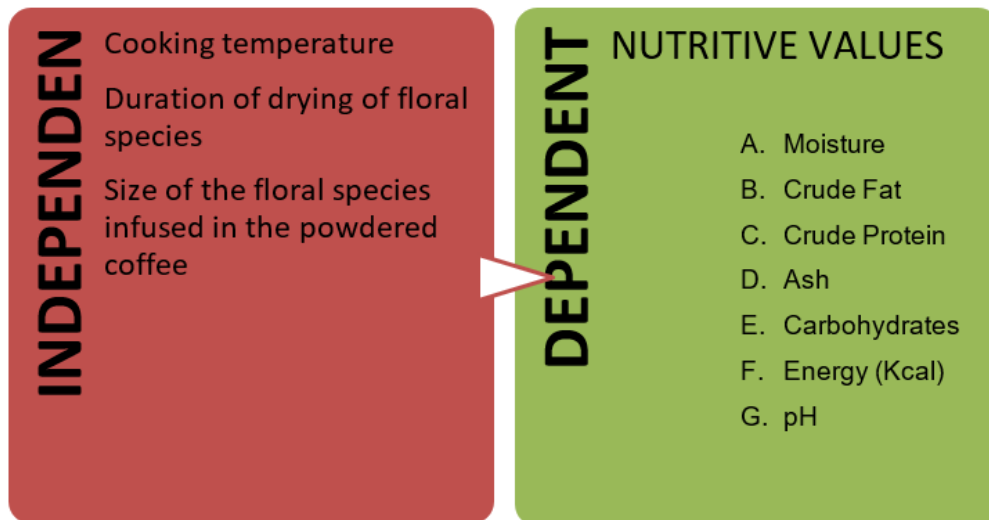 INDEPENDEN
Cooking temperature
Duration of drying of floral
species
Size of the floral species
infused in the powdered
coffee
DEPENDENT
NUTRITIVE VALUES
A. Moisture
B. Crude Fat
C. Crude Protein
D. Ash
E. Carbohydrates
F. Energy (Kcal)
G. pH